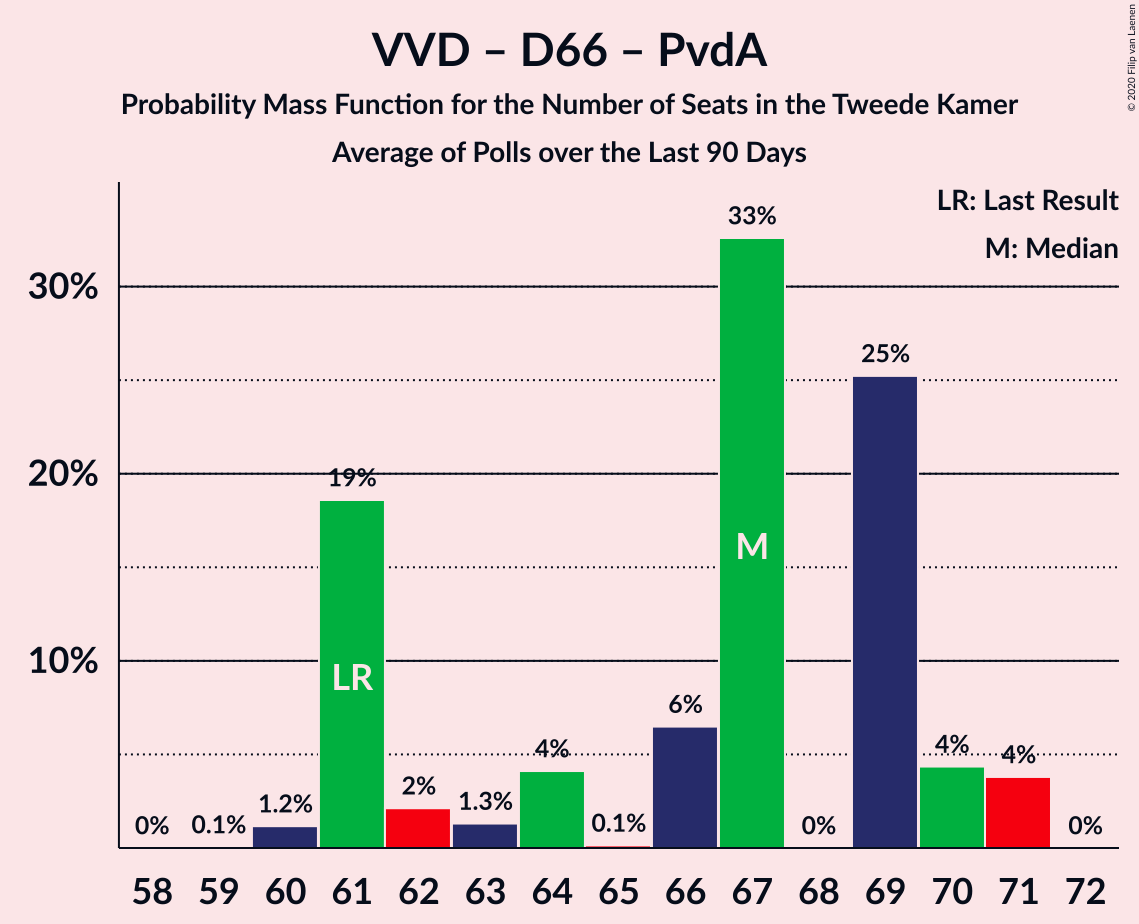 VVD – D66 – PvdA
Probability Mass Function for the Number of Seats in the Tweede Kamer
Average of Polls over the Last 90 Days
© 2020 Filip van Laenen
LR: Last Result
M: Median
30%
20%
10%
0%
0.1%
1.2%
19%
2%
1.3%
4%
0.1%
6%
33%
0%
25%
4%
4%
0%
LR
M
58 59 60 61 62 63 64 65 66 67 68 69 70 71 72